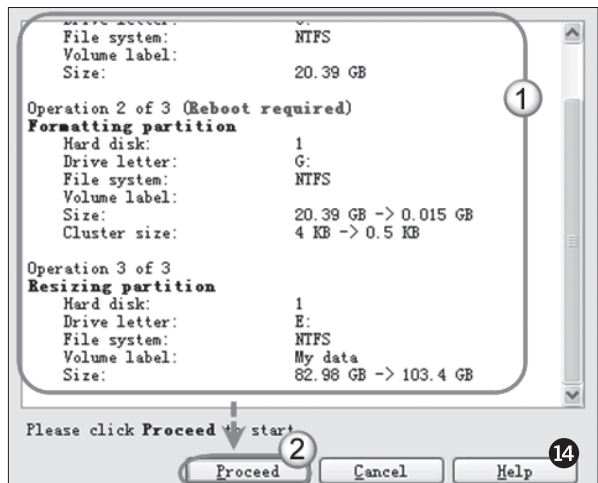 File system: NTFS
Volume label:
Size: 20.39 GB
1
Operation 2 of 3 (Reboot required)
Formatting partition
Hard disk: 1
Drive letter: G:
File system: NTFS
Volume label:
Size: 20.39 GB -> 0.015 GB
Cluster size: 4 KB -> 0.5 KB
Operation 3 of 3
Resizing partition
Hard disk: 1
Drive letter: E:
File system: NTFS
Volume label: My data
Size: 82.98 GB -> 103.4 GB
Please click Proceed to start
2
14
Proceed Cancel Help